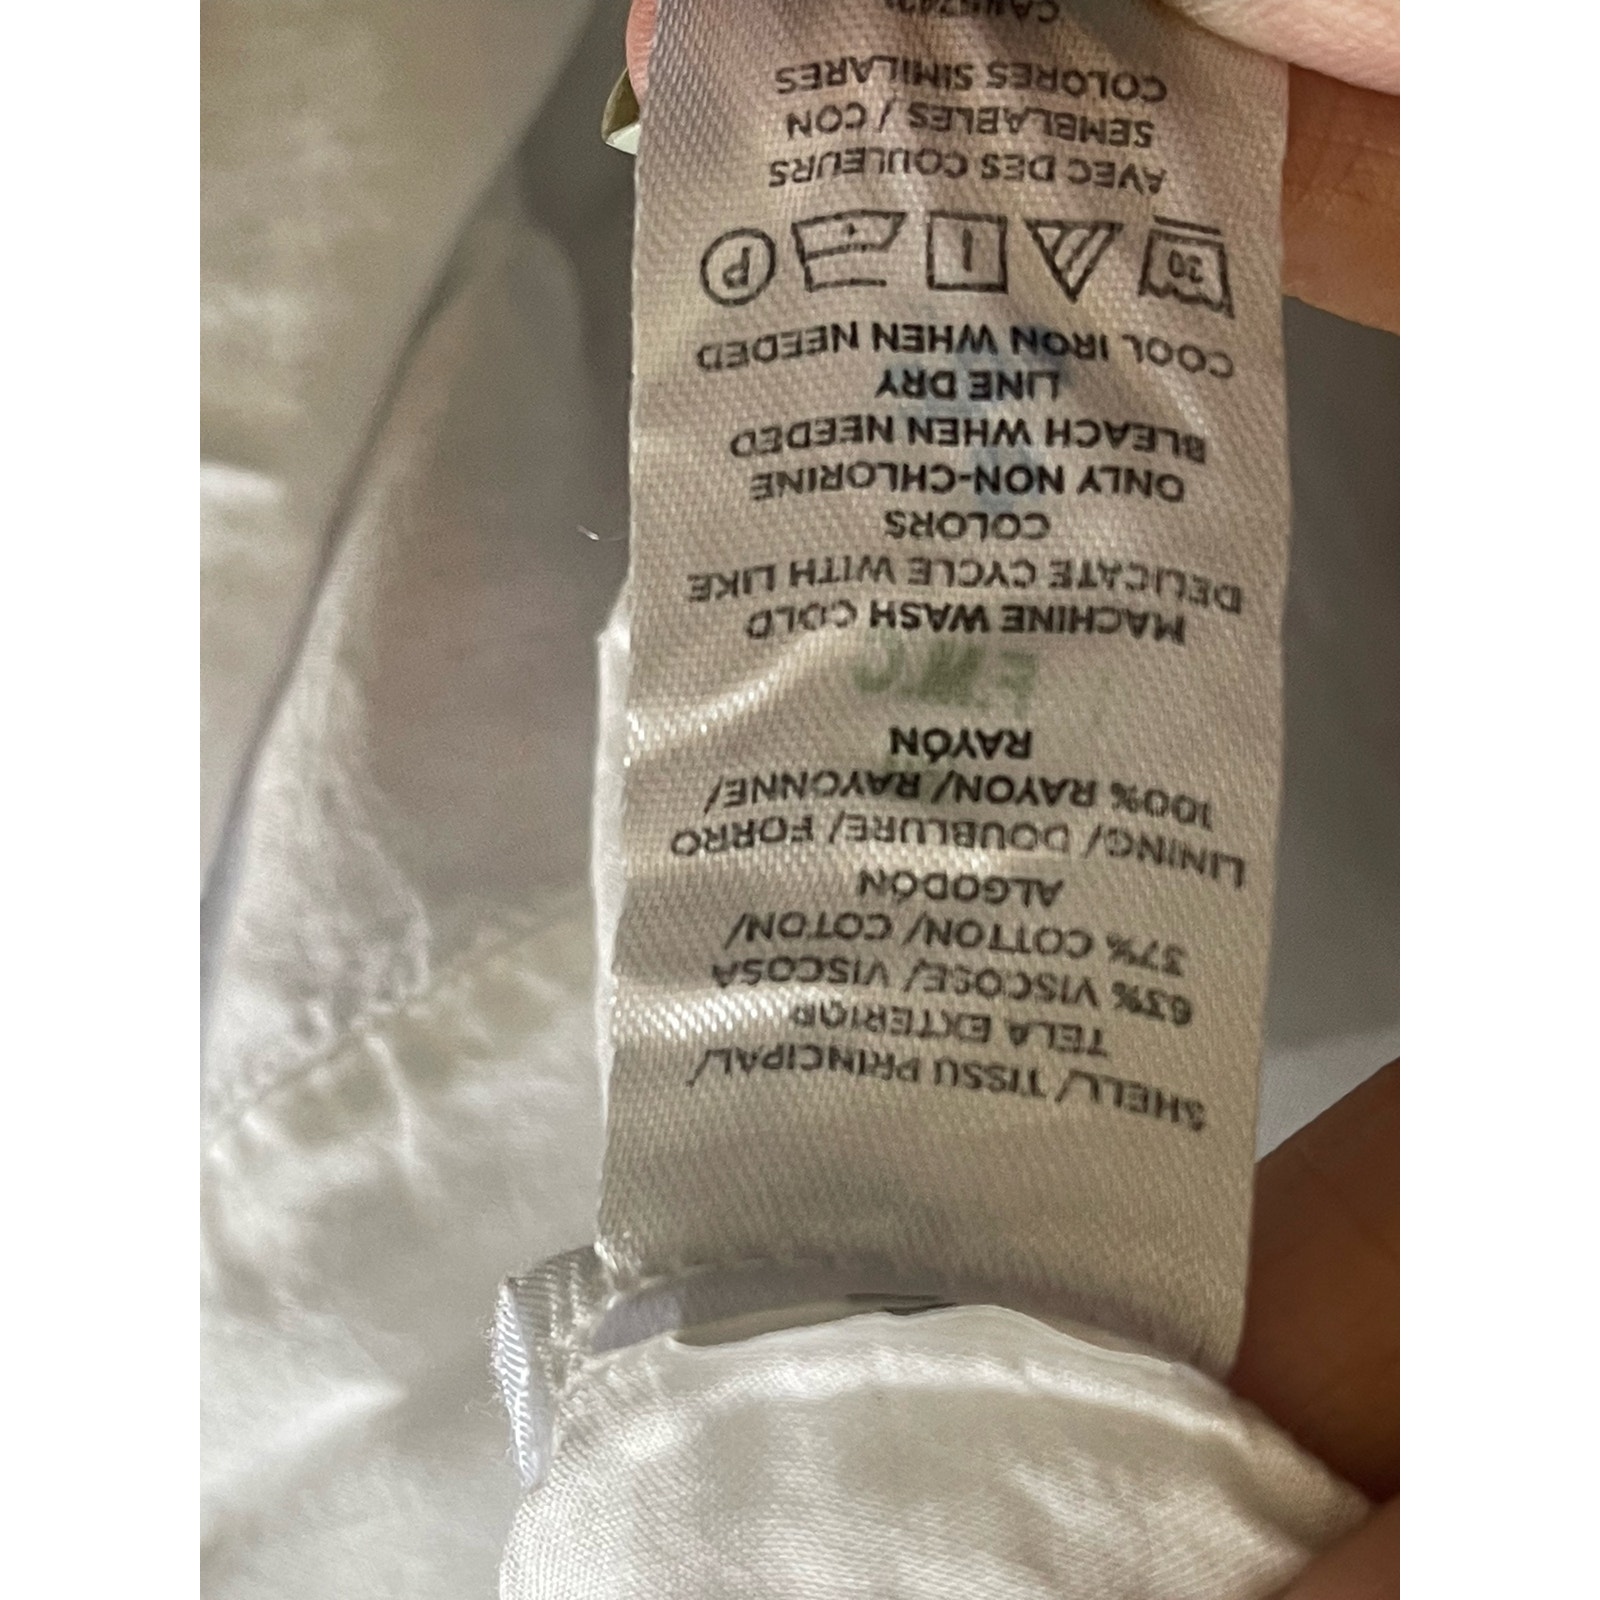 SHELL/ TISSU PRINCIPAL/
TELA EXTERIOR
63% VISCOSE/ VISCOSA
37% COTTON/ COTON/
ALGODÓN
LINING/ DOUBLURE/ FORRO
100% RAYON/ RAYONNE/
RAYÓN
MACHINE WASH COLD
DELICATE CYCLE WITH LIKE
COLORS
ONLY NON-CHLORINE
BLEACH WHEN NEEDED
LINE DRY
COOL IRON WHEN NEEDED
30 P
AVEC DES COULEURS
SEMBLABLES / CON
COLORES SIMILARES